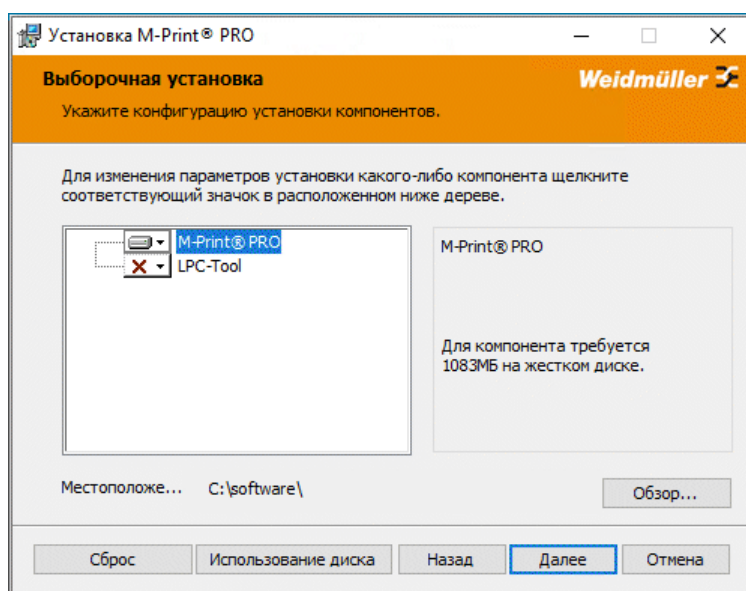 Установка M-Print® PRO
Выборочная установка
Weidmüller
Укажите конфигурацию установки компонентов.
Для изменения параметров установки какого-либо компонента щелкните
соответствующий значок в расположенном ниже дереве.
M-Print® PRO
LPC-Tool
M-Print® PRO
Для компонента требуется
1083МБ на жестком диске.
Местоположе... C:\software\
Обзор...
Сброс Использование диска Назад Далее Отмена